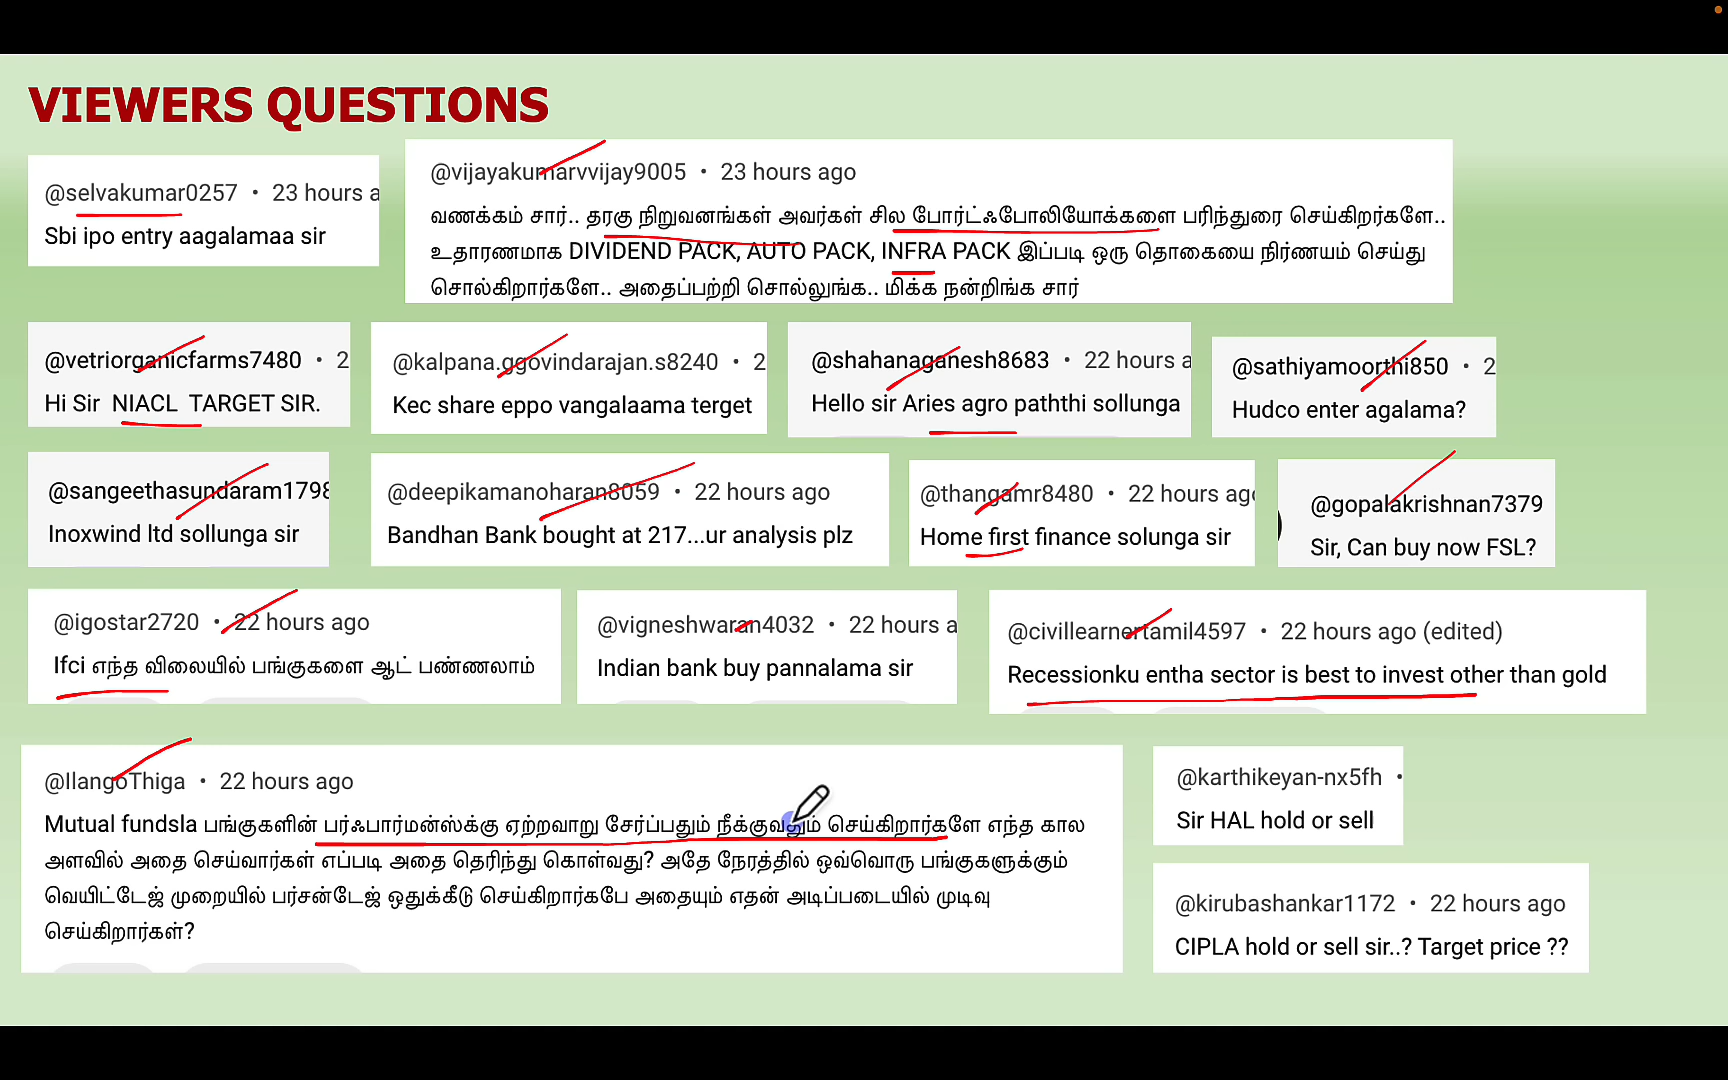 VIEWERS QUESTIONS
@selvakumar0257 • 23 hours a
Sbi ipo entry aagalamaa sir
@vijayakumarvvijay9005 • 23 hours ago
வணக்கம் சார்.. தரகு நிறுவனங்கள் அவர்கள் சில போர்ட்ஃபோலியோக்களை பரிந்துரை செய்கிறர்களே..
உதாரணமாக DIVIDEND PACK, AUTO PACK, INFRA PACK இப்படி ஒரு தொகையை நிர்ணயம் செய்து
சொல்கிறார்களே.. அதைப்பற்றி சொல்லுங்க.. மிக்க நன்றிங்க சார்
@vetriorganicfarms7480 • 2
Hi Sir NIACL TARGET SIR.
@kalpana.ggovindarajan.s8240 • 2
Kec share eppo vangalaama terget
@shahanaganesh8683 • 22 hours a
Hello sir Aries agro paththi sollunga
@sathiyamoorthi850 • 2
Hudco enter agalama?
@sangeethasundaram1798
Inoxwind ltd sollunga sir
@deepikamanoharan8059 • 22 hours ago
Bandhan Bank bought at 217...ur analysis plz
@thangamr8480 • 22 hours ago
Home first finance solunga sir
@gopalakrishnan7379
Sir, Can buy now FSL?
@igostar2720 • 22 hours ago
Ifci எந்த விலையில் பங்குகளை ஆட் பண்ணலாம்
@vigneshwaran4032 • 22 hours a
Indian bank buy pannalama sir
@civillearnertamil4597 • 22 hours ago (edited)
Recessionku entha sector is best to invest other than gold
@IlangoThiga • 22 hours ago
Mutual fundsla பங்குகளின் பர்ஃபார்மன்ஸ்க்கு ஏற்றவாறு சேர்ப்பதும் நீக்குவதும் செய்கிறார்களே எந்த கால
அளவில் அதை செய்வார்கள் எப்படி அதை தெரிந்து கொள்வது? அதே நேரத்தில் ஒவ்வொரு பங்குகளுக்கும்
வெயிட்டேஜ் முறையில் பர்சன்டேஜ் ஒதுக்கீடு செய்கிறார்கபே அதையும் எதன் அடிப்படையில் முடிவு
செய்கிறார்கள்?
@karthikeyan-nx5fh •
Sir HAL hold or sell
@kirubashankar1172 • 22 hours ago
CIPLA hold or sell sir..? Target price ??